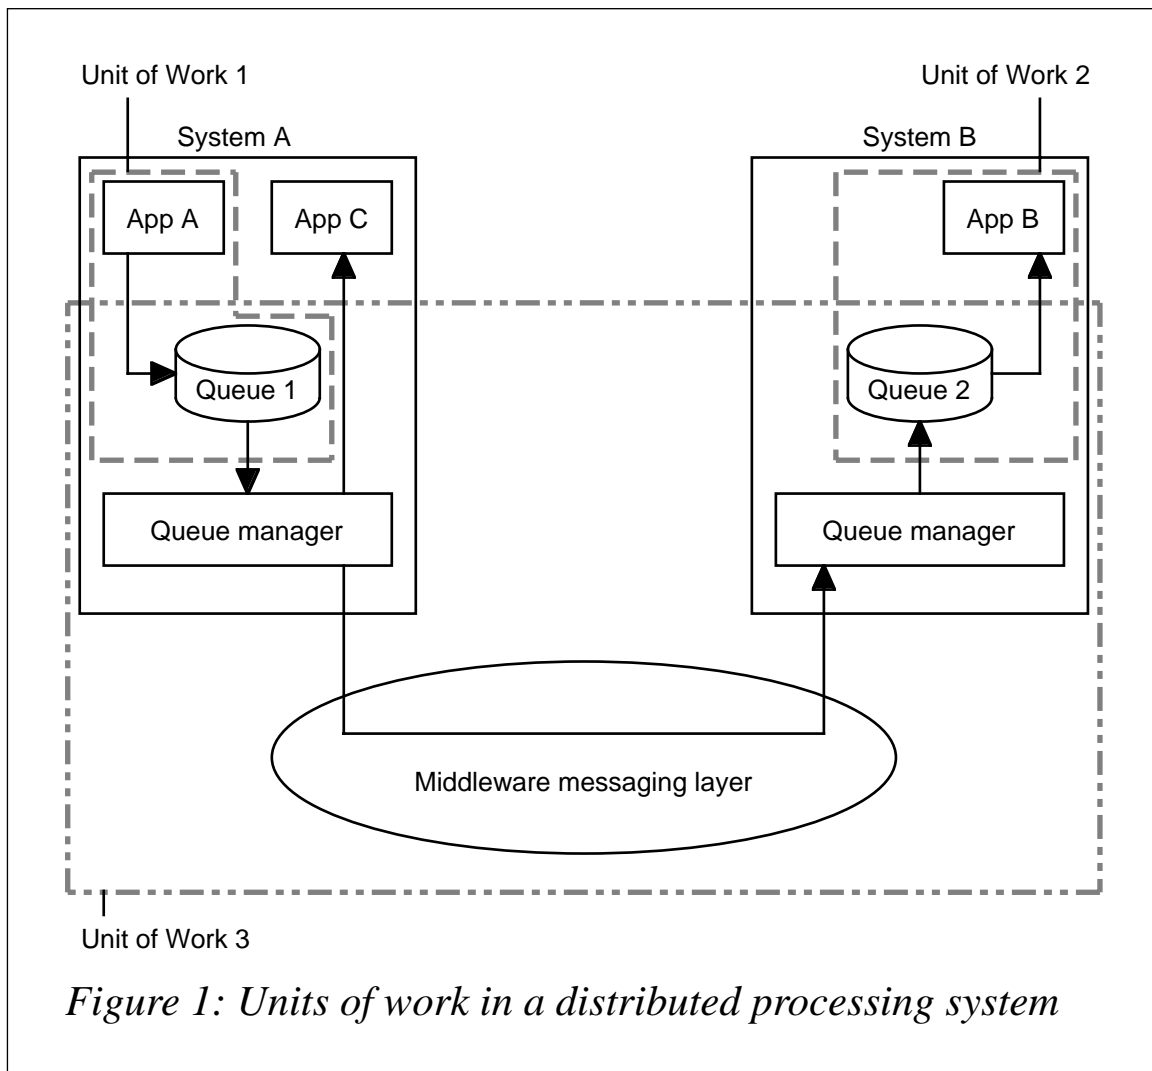 Unit of Work 1
Unit of Work 2
System A
System B
App A
App C
App B
Queue 1
Queue 2
Queue manager
Queue manager
Middleware messaging layer
Unit of Work 3
Figure 1: Units of work in a distributed processing system